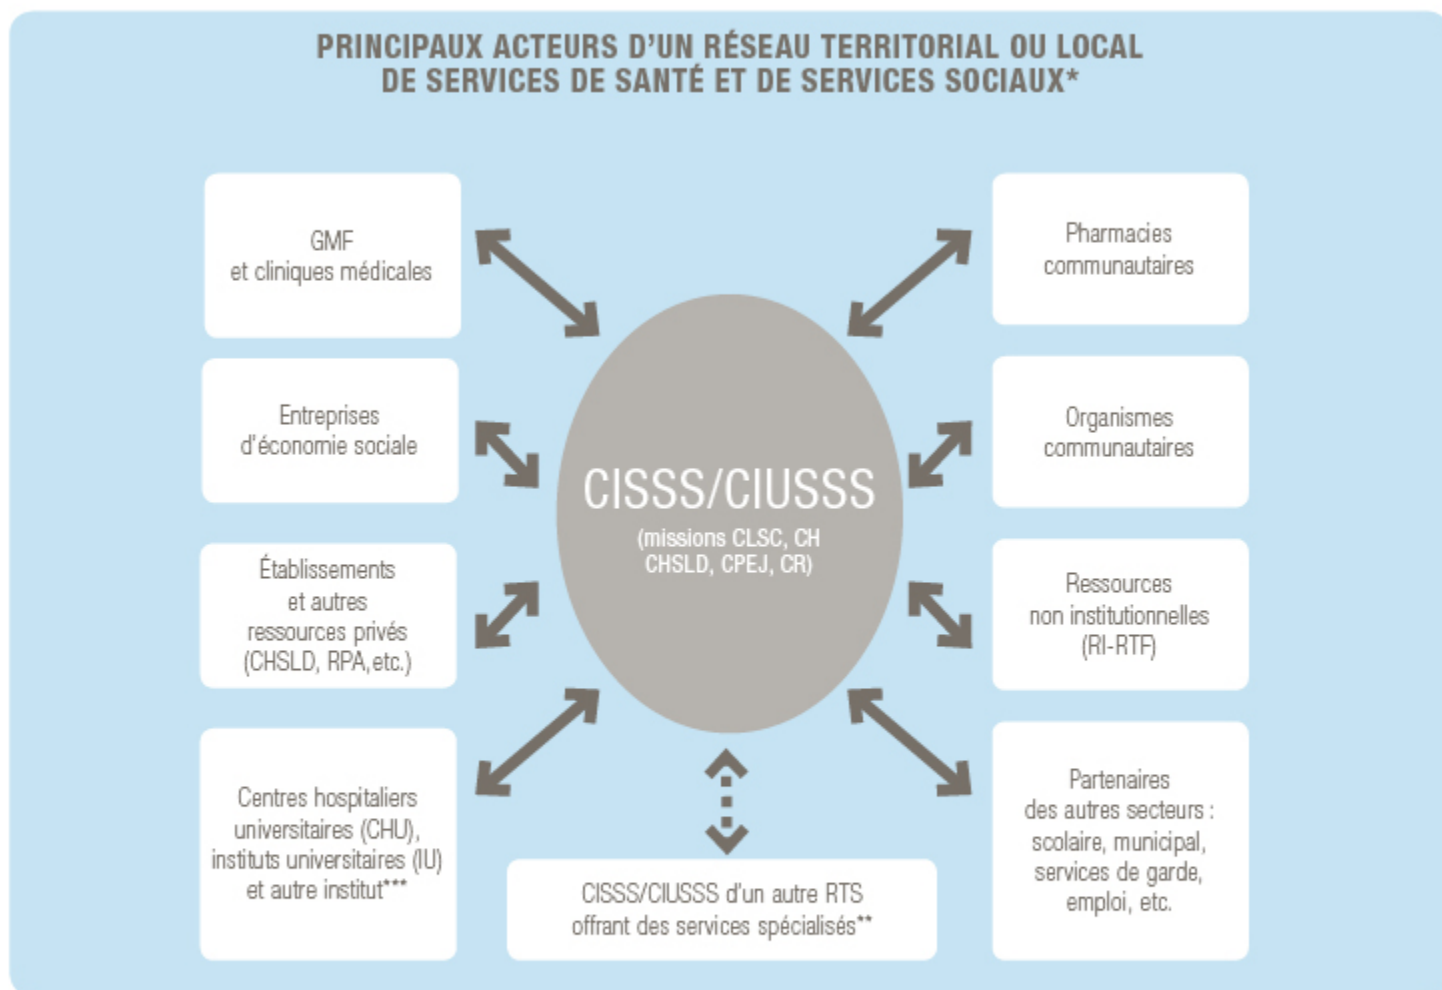 PRINCIPAUX ACTEURS D'UN RÉSEAU TERRITORIAL OU LOCAL
DE SERVICES DE SANTÉ ET DE SERVICES SOCIAUX*
GMF
et cliniques médicales
Entreprises
d'économie sociale
Établissements
et autres
ressources privés
(CHSLD, RPA, etc.)
Centres hospitaliers
universitaires (CHU),
instituts universitaires (IU)
et autre institut***
CISSS/CIUSSS
(missions CLSC, CH
CHSLD, CPEJ, CR)
CISSS/CIUSSS d'un autre RTS
offrant des services spécialisés**
Pharmacies
communautaires
Organismes
communautaires
Ressources
non institutionnelles
(RI-RTF)
Partenaires
des autres secteurs :
scolaire, municipal,
services de garde,
emploi, etc.